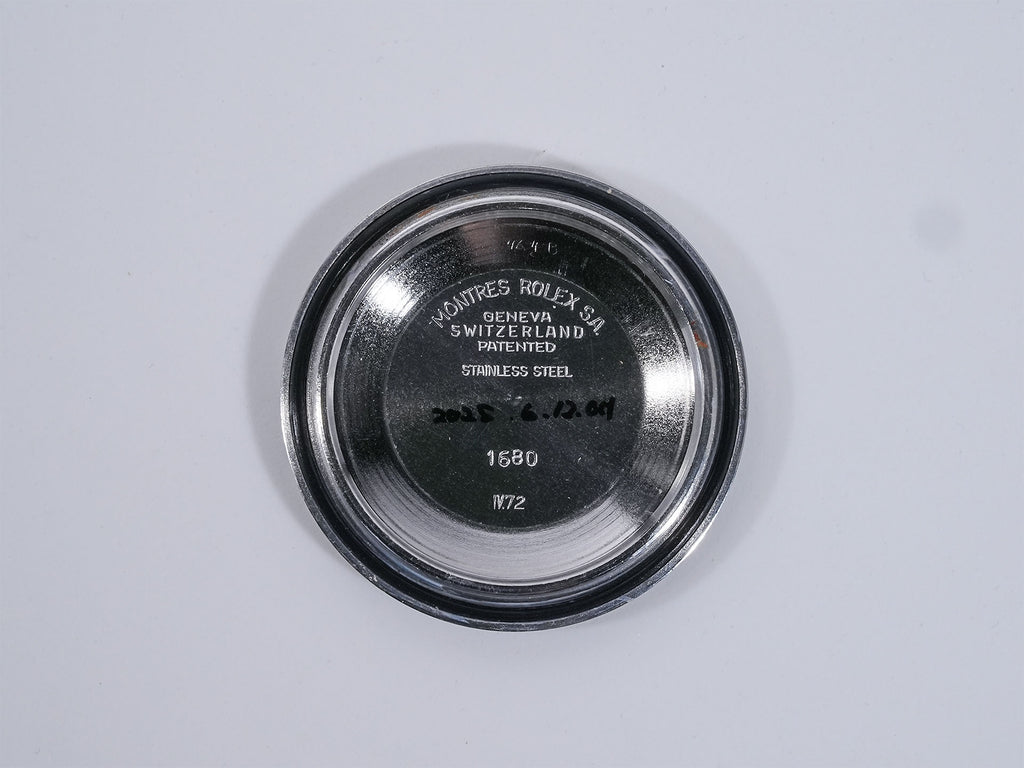 MONTRES ROLEX S.A.
GENEVA
SWITZERLAND
PATENTED
STAINLESS STEEL
1680
IV.72